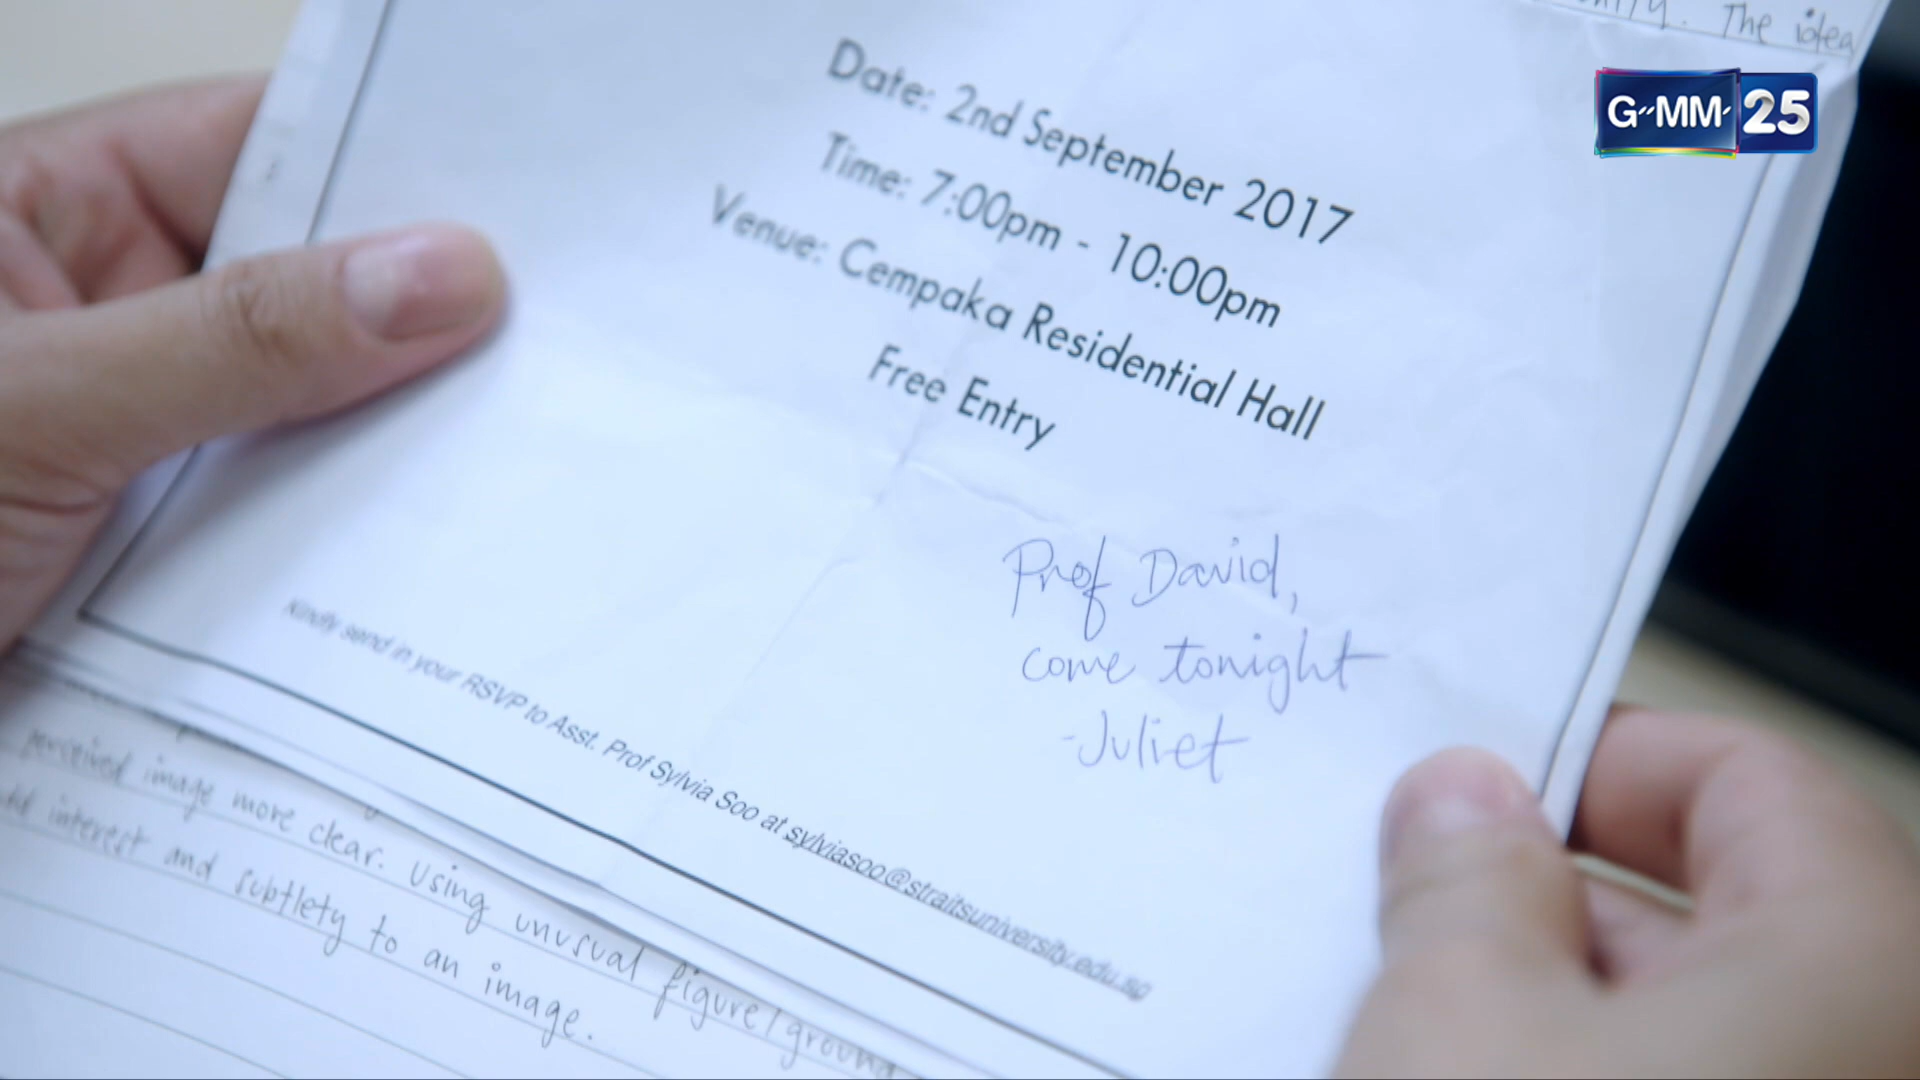 The idea
G"MM' 25
Date: 2nd September 2017
Time: 7:00pm - 10:00pm
Venue: Cempaka Residential Hall
Free Entry
Prof David,
come tonight
-Juliet
Kindly send in your RSVP to Asst. Prof Sylvia Soo at sylviasoo@straitsuniversity.edu.sg
perceived image more clear. Using unusual figure/ground
interest and subtlety to an image.